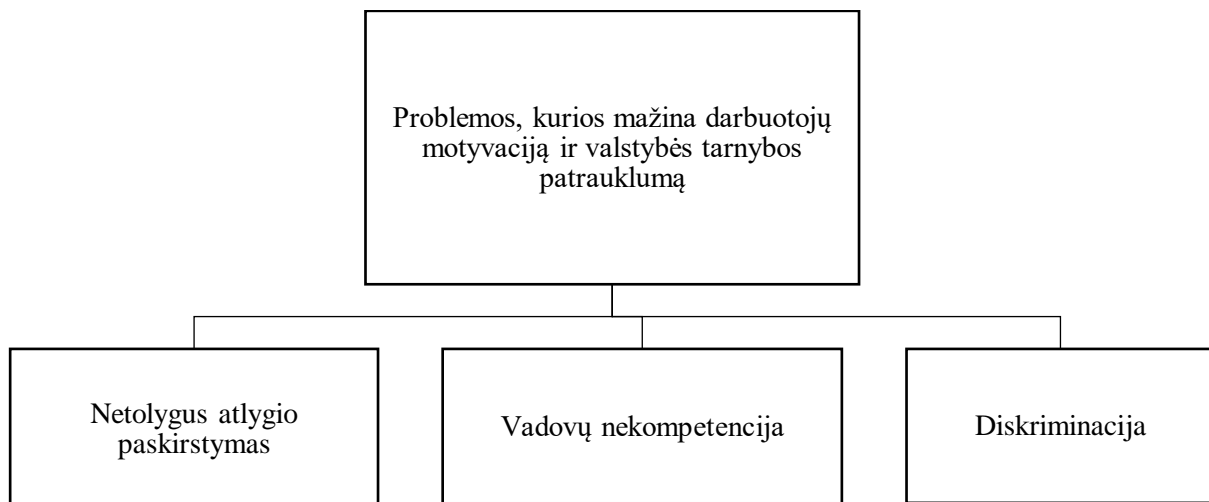 Problemos, kurios mažina darbuotojų
motyvaciją ir valstybės tarnybos
patrauklumą
Netolygus atlygio
paskirstymas
Vadovų nekompetencija
Diskriminacija